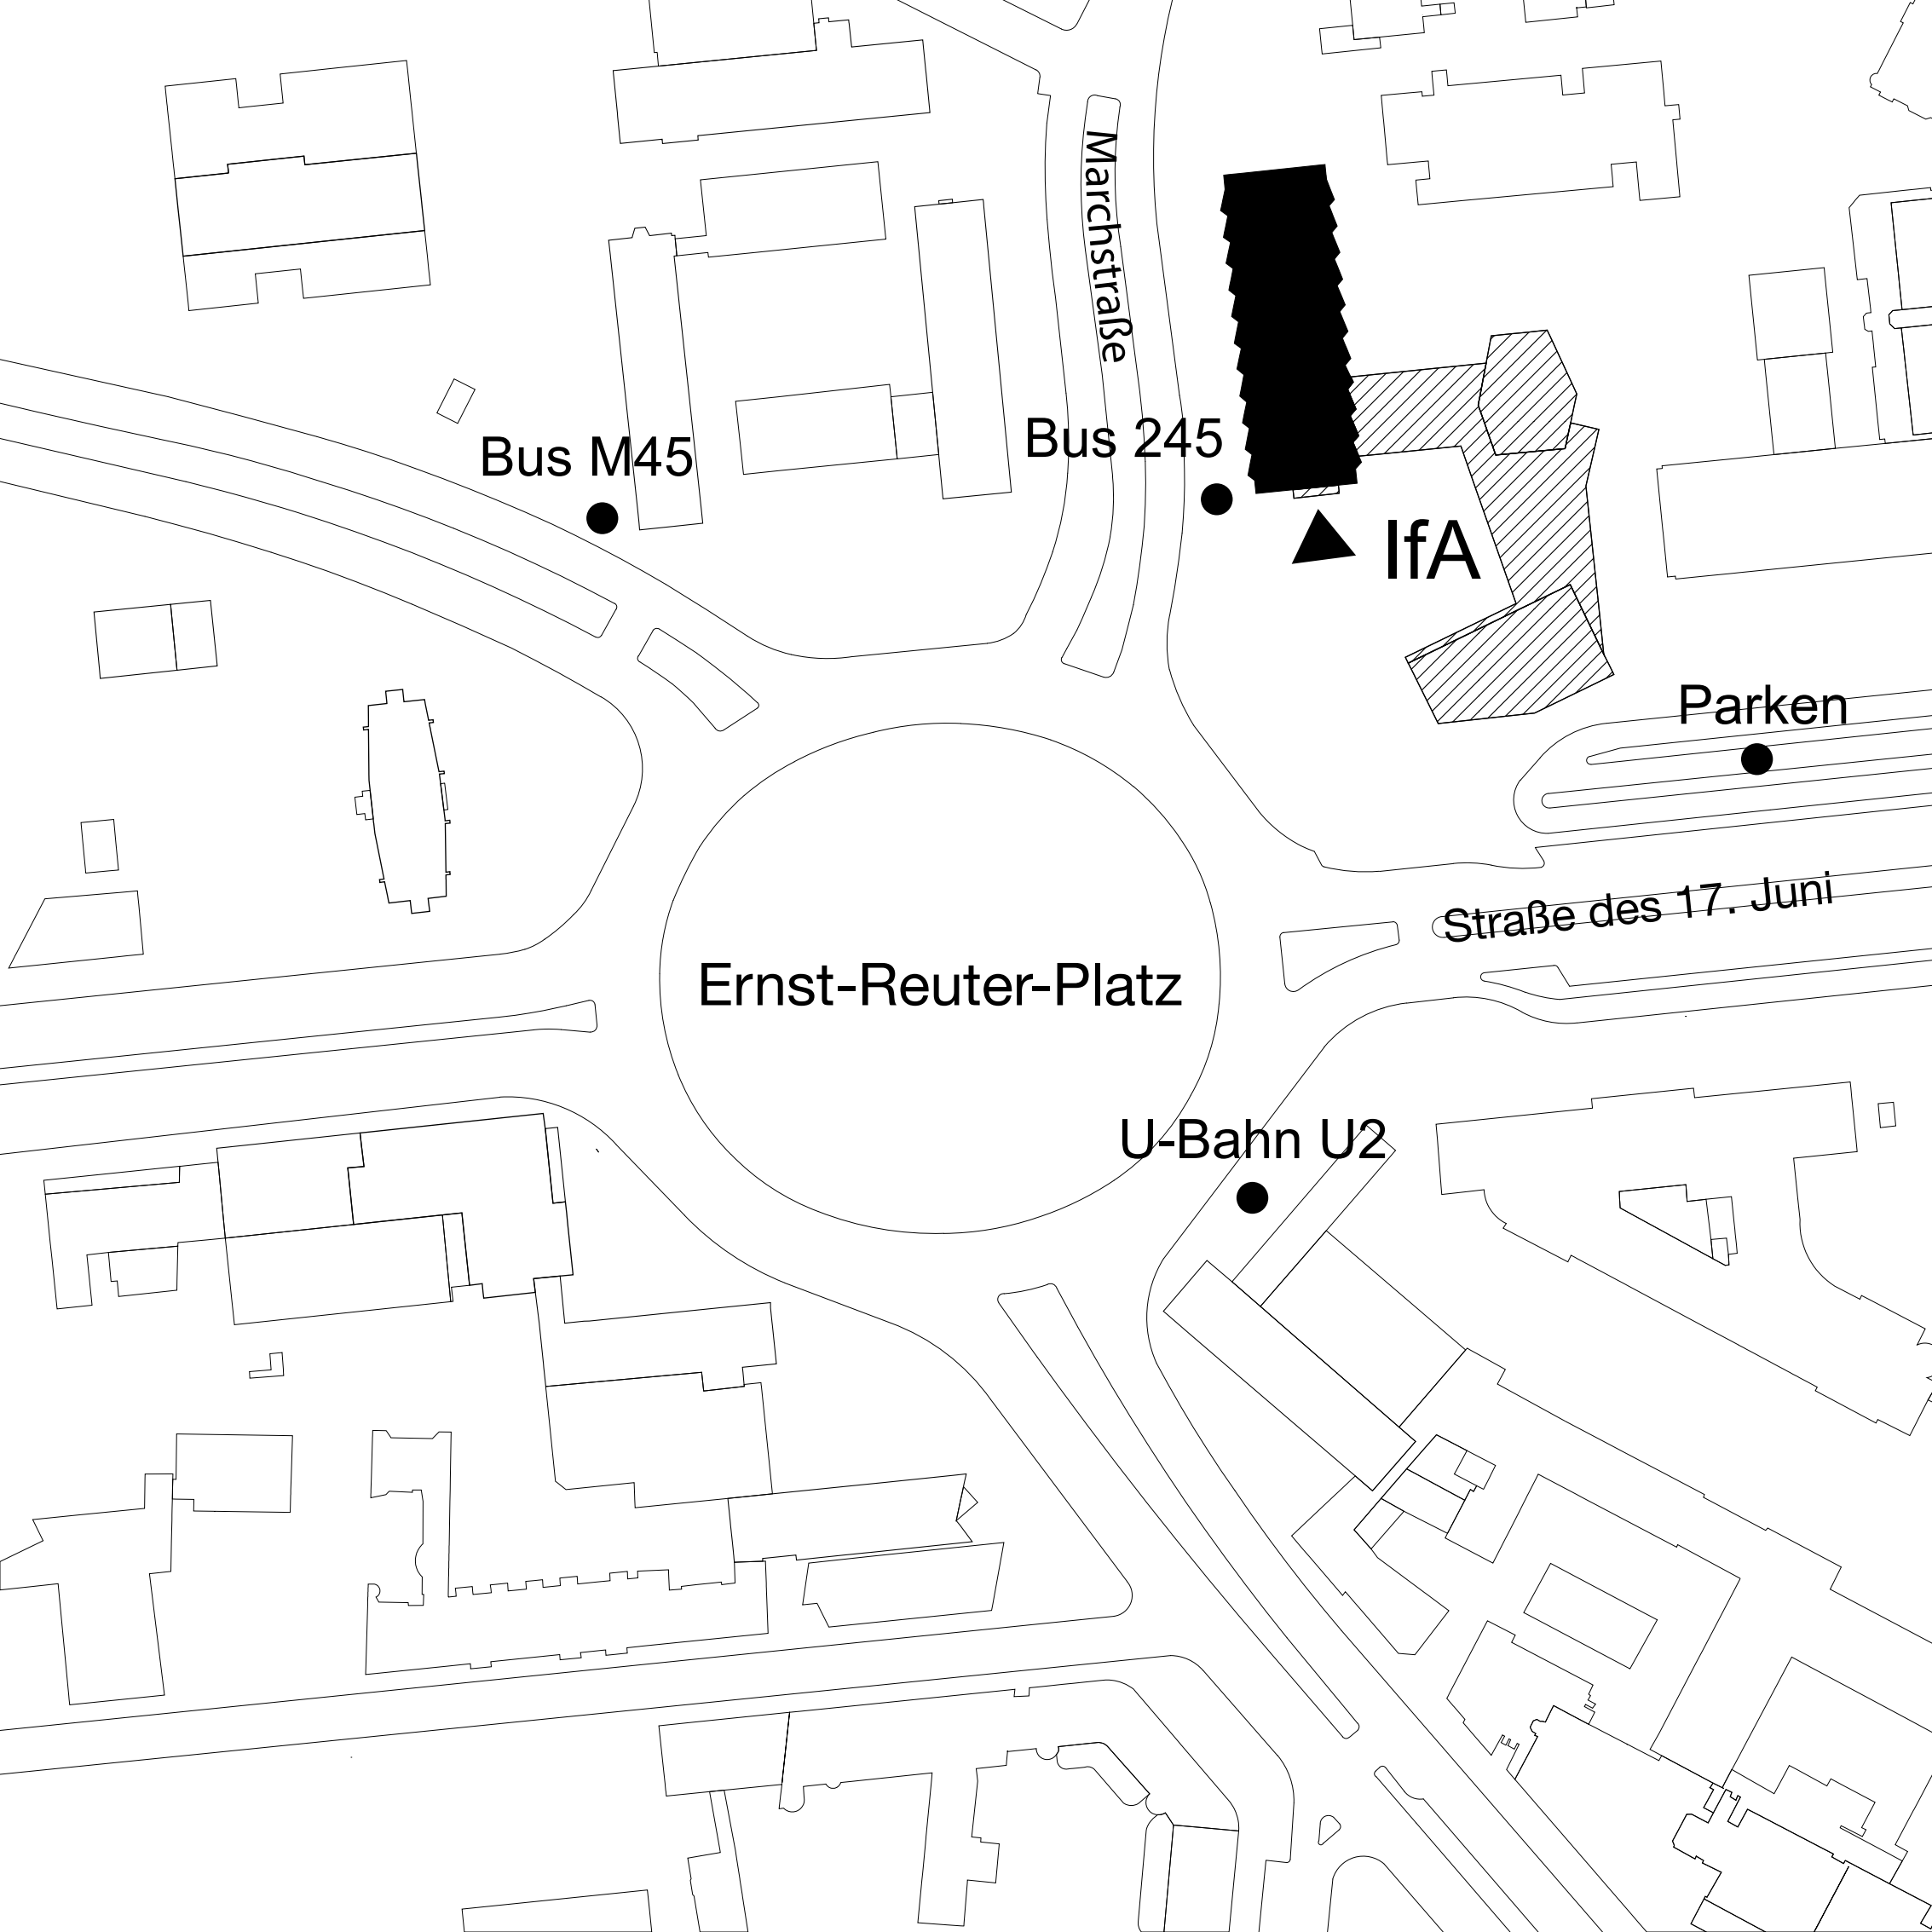 Marchstraße
Bus M45
Bus 245
IfA
Parken
Straße des 17. Juni
Ernst-Reuter-Platz
U-Bahn U2